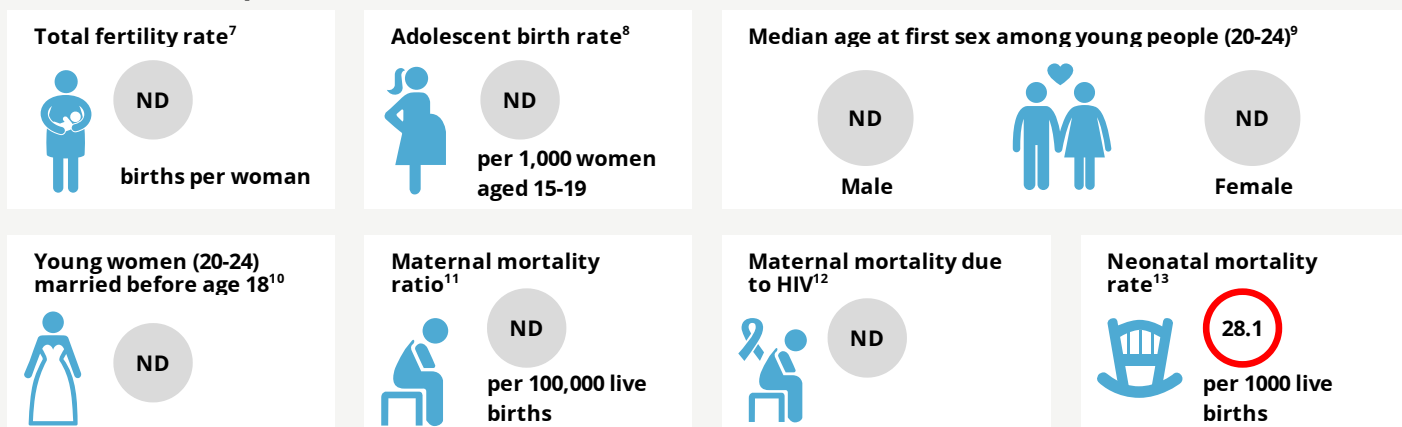 Total fertility rate7
ND
births per woman
Adolescent birth rate8
ND
per 1,000 women
aged 15-19
Median age at first sex among young people (20-24)9
ND
Male
ND
Female
Young women (20-24)
married before age 1810
ND
Maternal mortality
ratio11
ND
per 100,000 live
births
Maternal mortality due
to HIV12
ND
Neonatal mortality
rate13
28.1
per 1000 live
births